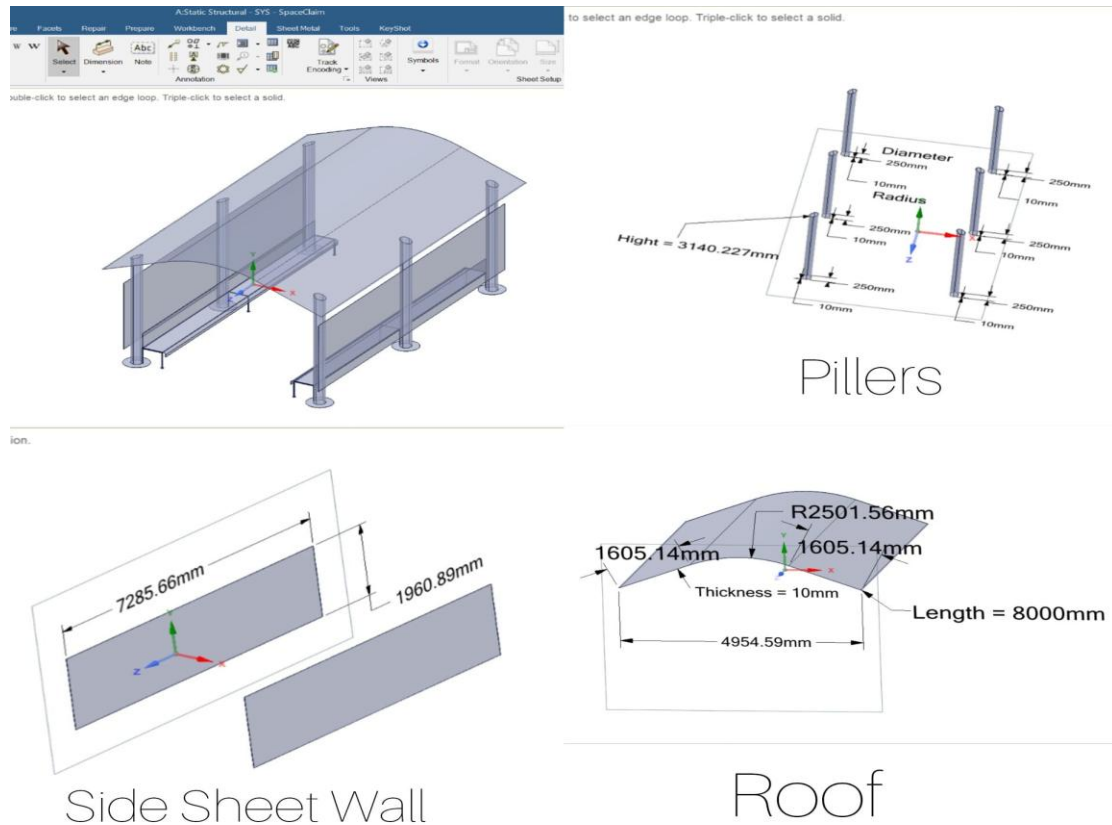 A:Static Structural - SYS - SpaceClaim
Facets Repair Prepare Workbench Detail Sheet Metal Tools KeyShot
W W Select Dimension Abc Note Track Encoding Symbols Format Orientation Size
Annotation Views Sheet Setup
ouble-click to select an edge loop. Triple-click to select a solid.
Y
X
Z
to select an edge loop. Triple-click to select a solid.
Diameter
250mm
10mm
250mm
10mm
Radius
250mm
10mm
250mm
10mm
Hight = 3140.227mm
X
Z
250mm
10mm
250mm
10mm
Pillers
ion.
7285.66mm
1960.89mm
Y
Z
X
Side Sheet Wall
R2501.56mm
1605.14mm
1605.14mm
Y
X
Z
Thickness = 10mm
Length = 8000mm
4954.59mm
Roof